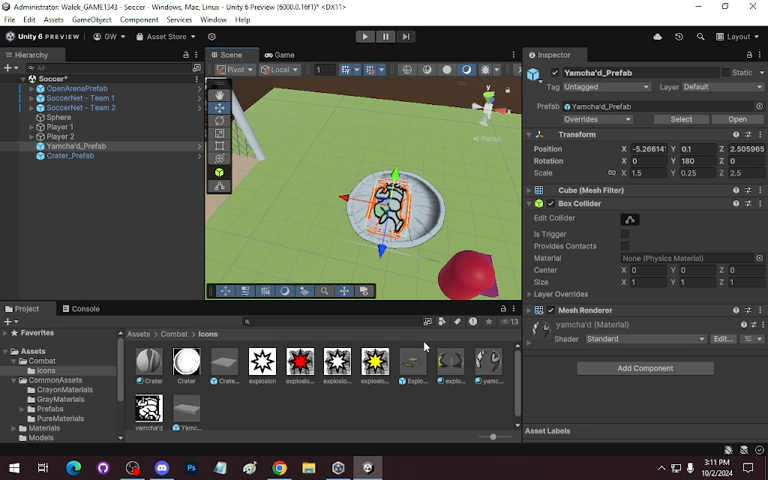 Administrator: Walek_GAME1343 - Soccer - Windows, Mac, Linux - Unity 6 Preview (6000.0.16f1)* <DX11>
File Edit Assets GameObject Component Services Window Help
Unity 6 PREVIEW GW Asset Store Layout
Hierarchy Scene Game Inspector
All Pivot Local 1
Soccer*
OpenArenaPrefab
SoccerNet - Team 1
SoccerNet - Team 2
Sphere
Player 1
Player 2
Yamcha'd_Prefab
Crater_Prefab
y
Persp
Yamcha'd_Prefab Static
Tag Untagged Layer Default
Prefab Yamcha'd_Prefab
Overrides Select Open
Transform
Position X -5.268141 Y 0.1 Z 2.505965
Rotation X 0 Y 180 Z 0
Scale X 1.5 Y 0.25 Z 2.5
Cube (Mesh Filter)
Box Collider
Edit Collider
Is Trigger
Provides Contacts
Material None (Physics Material)
Center X 0 Y 0 Z 0
Size X 1 Y 1 Z 1
Layer Overrides
Mesh Renderer
yamcha'd (Material)
Shader Standard Edit...
Add Component
Asset Labels
Project Console
13
Favorites
Assets
Combat
Icons
CommonAssets
CrayonMaterials
GrayMaterials
Prefabs
PureMaterials
Materials
Models
Assets > Combat > Icons
Crater Crater Crate... explosion explosio... explosio... explosio... Explo... explo... yamc...
yamcha'd Yamc...
3:11 PM
10/2/2024